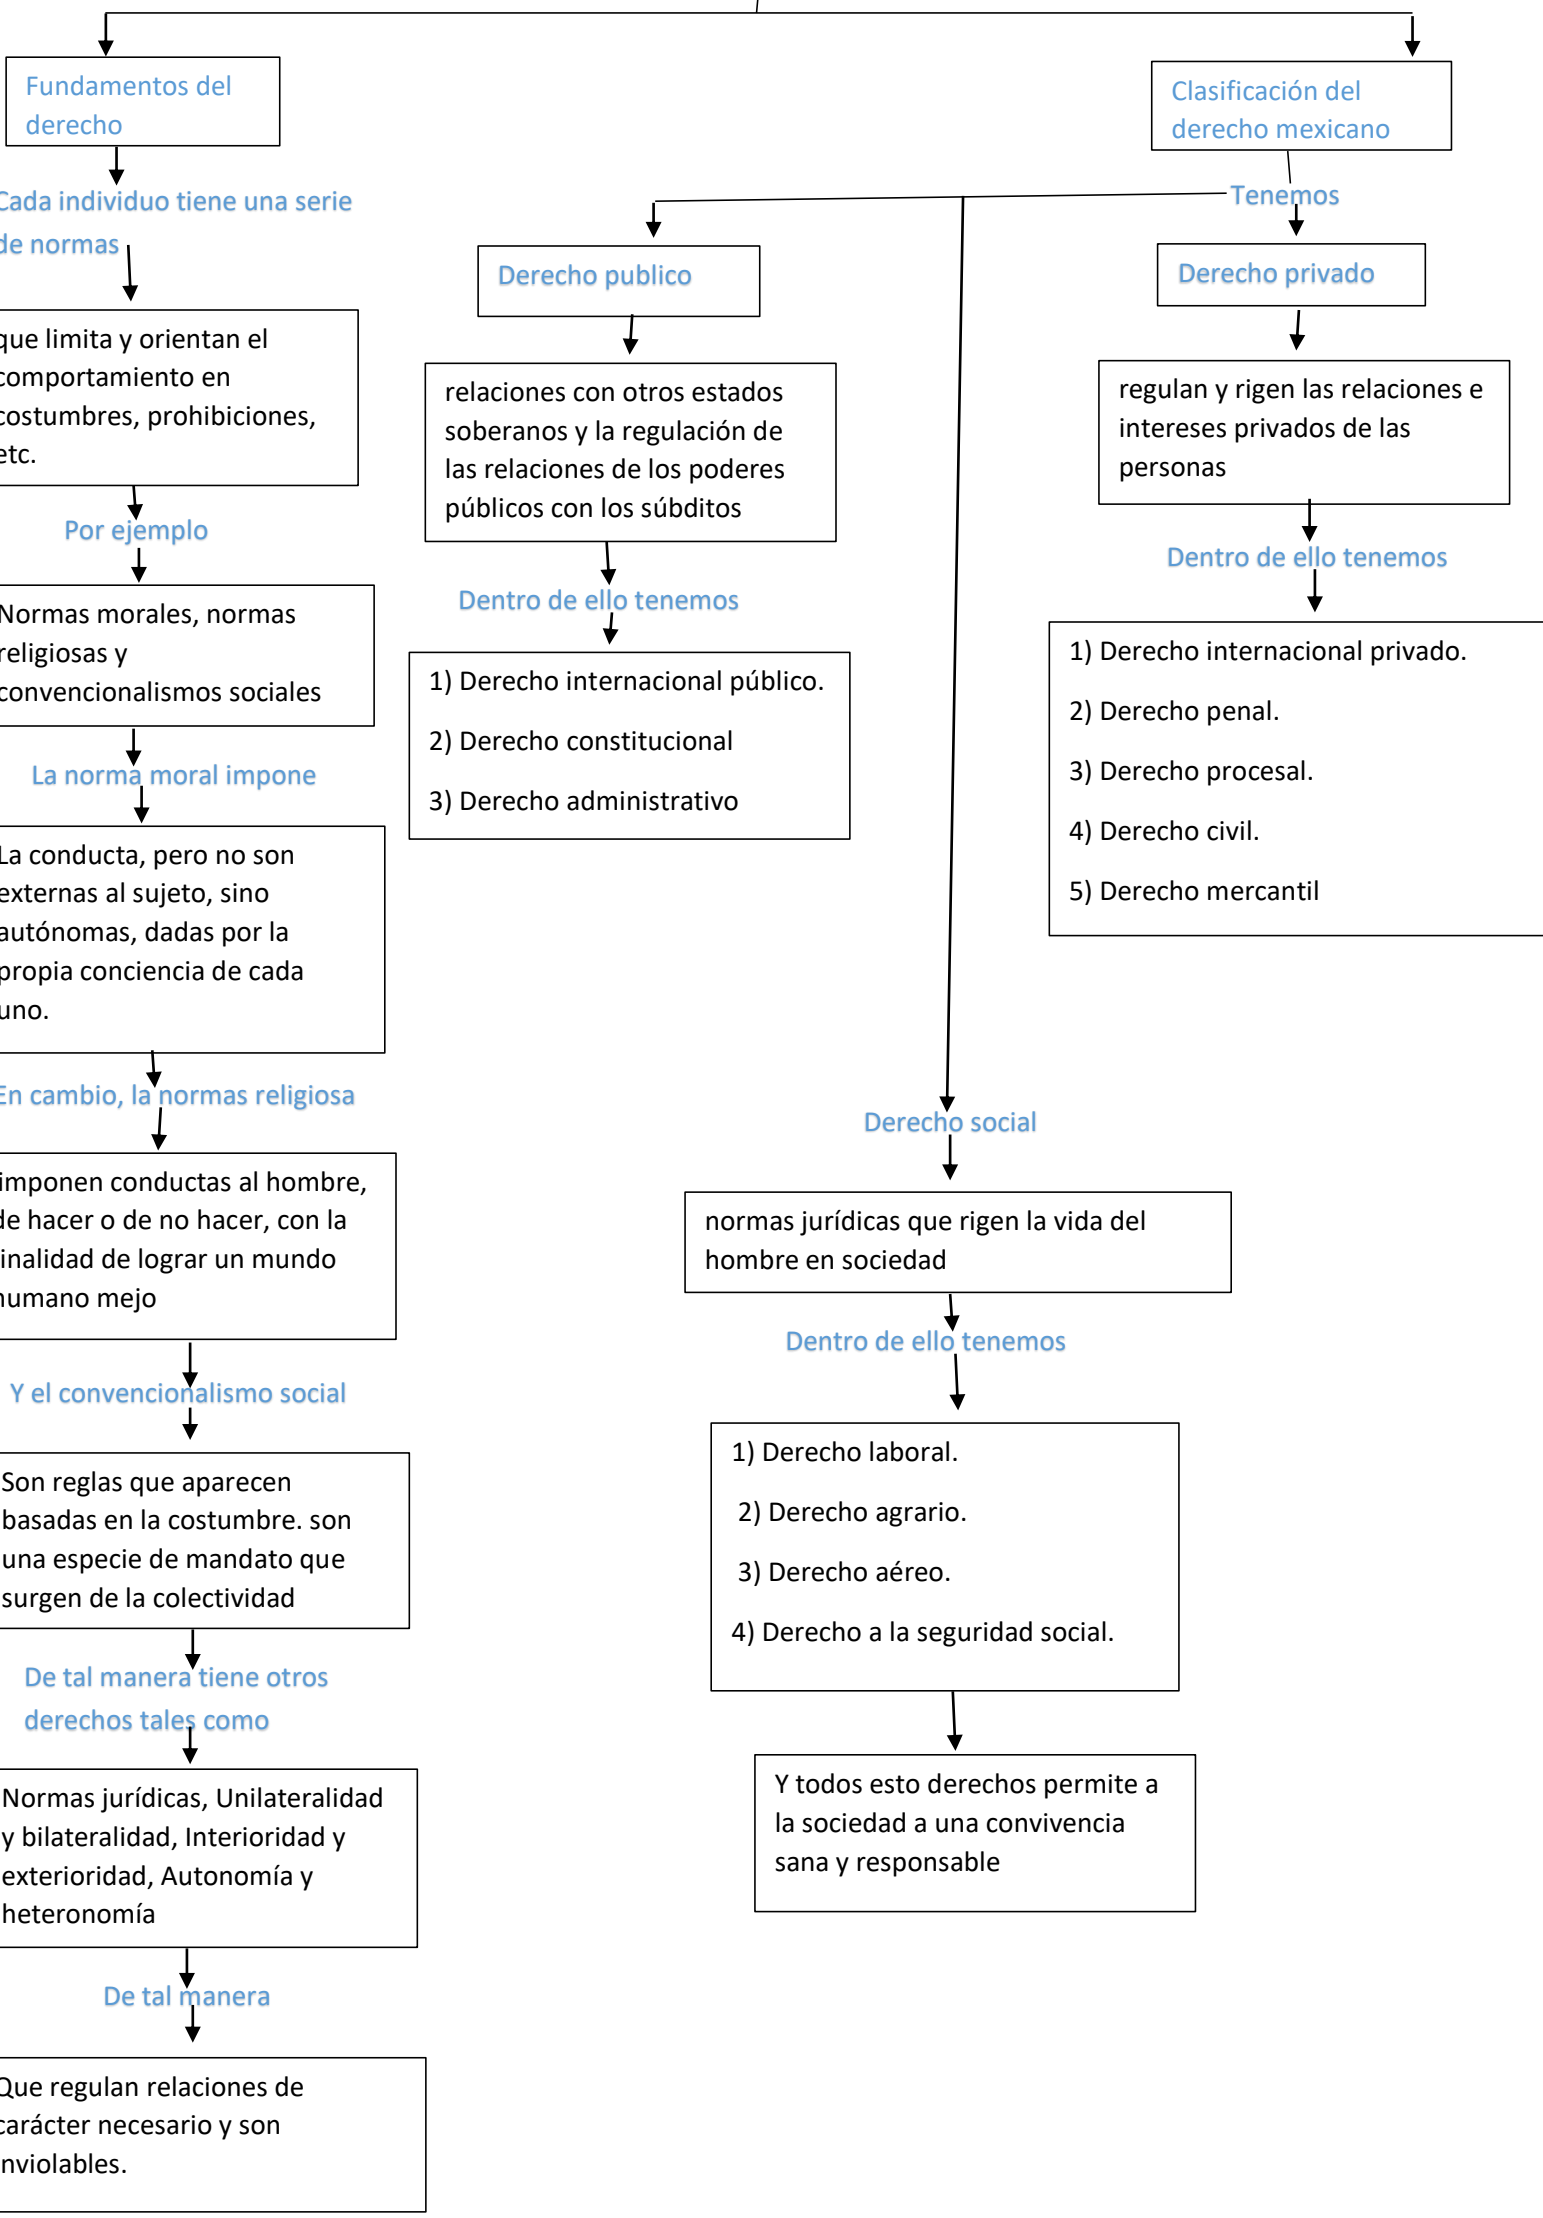 Fundamentos del
derecho
Cada individuo tiene una serie
de normas
que limita y orientan el
comportamiento en
costumbres, prohibiciones,
etc.
Por ejemplo
Normas morales, normas
religiosas y
convencionalismos sociales
La norma moral impone
La conducta, pero no son
externas al sujeto, sino
autónomas, dadas por la
propia conciencia de cada
uno.
En cambio, la normas religiosa
imponen conductas al hombre,
de hacer o de no hacer, con la
finalidad de lograr un mundo
humano mejo
Y el convencionalismo social
Son reglas que aparecen
basadas en la costumbre. son
una especie de mandato que
surgen de la colectividad
De tal manera tiene otros
derechos tales como
Normas jurídicas, Unilateralidad
y bilateralidad, Interioridad y
exterioridad, Autonomía y
heteronomía
De tal manera
Que regulan relaciones de
carácter necesario y son
inviolables.
Clasificación del
derecho mexicano
Tenemos
Derecho publico
relaciones con otros estados
soberanos y la regulación de
las relaciones de los poderes
públicos con los súbditos
Dentro de ello tenemos
1) Derecho internacional público.
2) Derecho constitucional
3) Derecho administrativo
Derecho privado
regulan y rigen las relaciones e
intereses privados de las
personas
Dentro de ello tenemos
1) Derecho internacional privado.
2) Derecho penal.
3) Derecho procesal.
4) Derecho civil.
5) Derecho mercantil
Derecho social
normas jurídicas que rigen la vida del
hombre en sociedad
Dentro de ello tenemos
1) Derecho laboral.
2) Derecho agrario.
3) Derecho aéreo.
4) Derecho a la seguridad social.
Y todos esto derechos permite a
la sociedad a una convivencia
sana y responsable